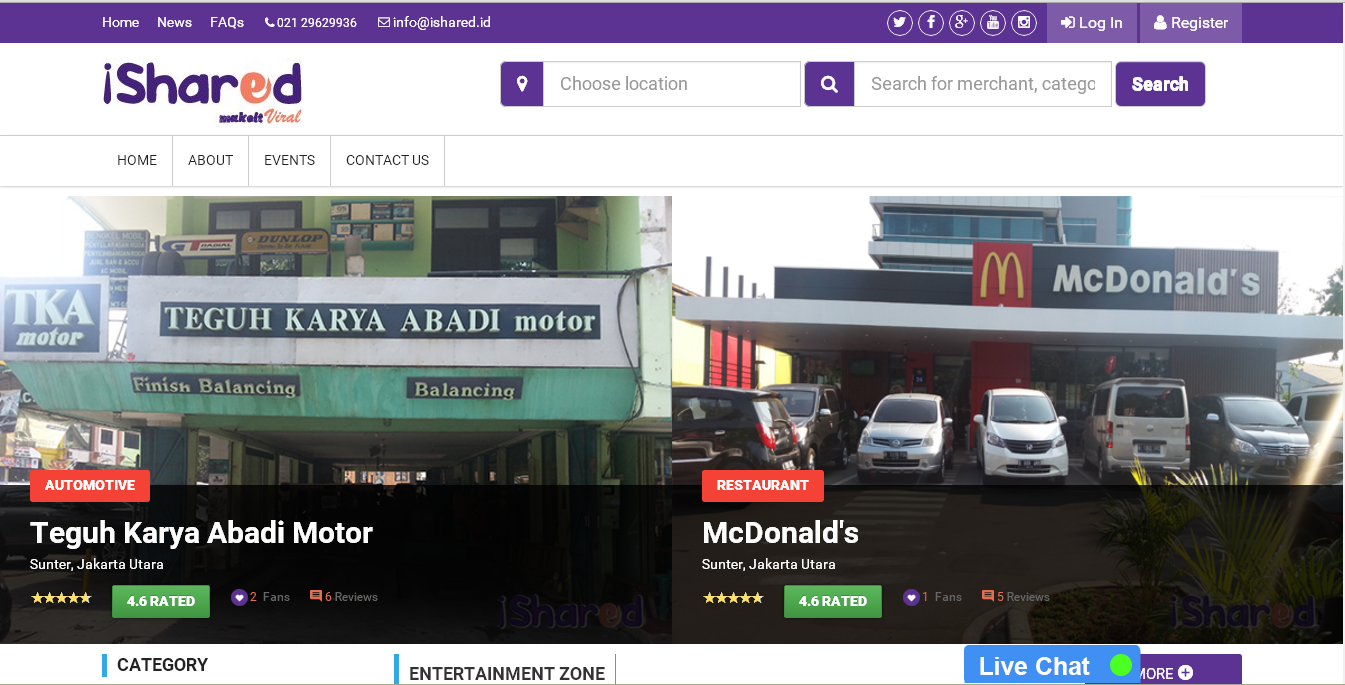 Home News FAQs 021 29629936 info@ishared.id
Log In Register
iShared
makeit Viral
Choose location
Search for merchant, catego
Search
HOME ABOUT EVENTS CONTACT US
GT RADIAL
DUNLOP
TKA
motor
TEGUH KARYA ABADI motor
Finish Balancing
Balancing
McDonald's
AUTOMOTIVE
Teguh Karya Abadi Motor
Sunter, Jakarta Utara
4.6 RATED
2 Fans
6 Reviews
iShared
RESTAURANT
McDonald's
Sunter, Jakarta Utara
4.6 RATED
1 Fans
5 Reviews
iShared
CATEGORY
ENTERTAINMENT ZONE
Live Chat
MORE